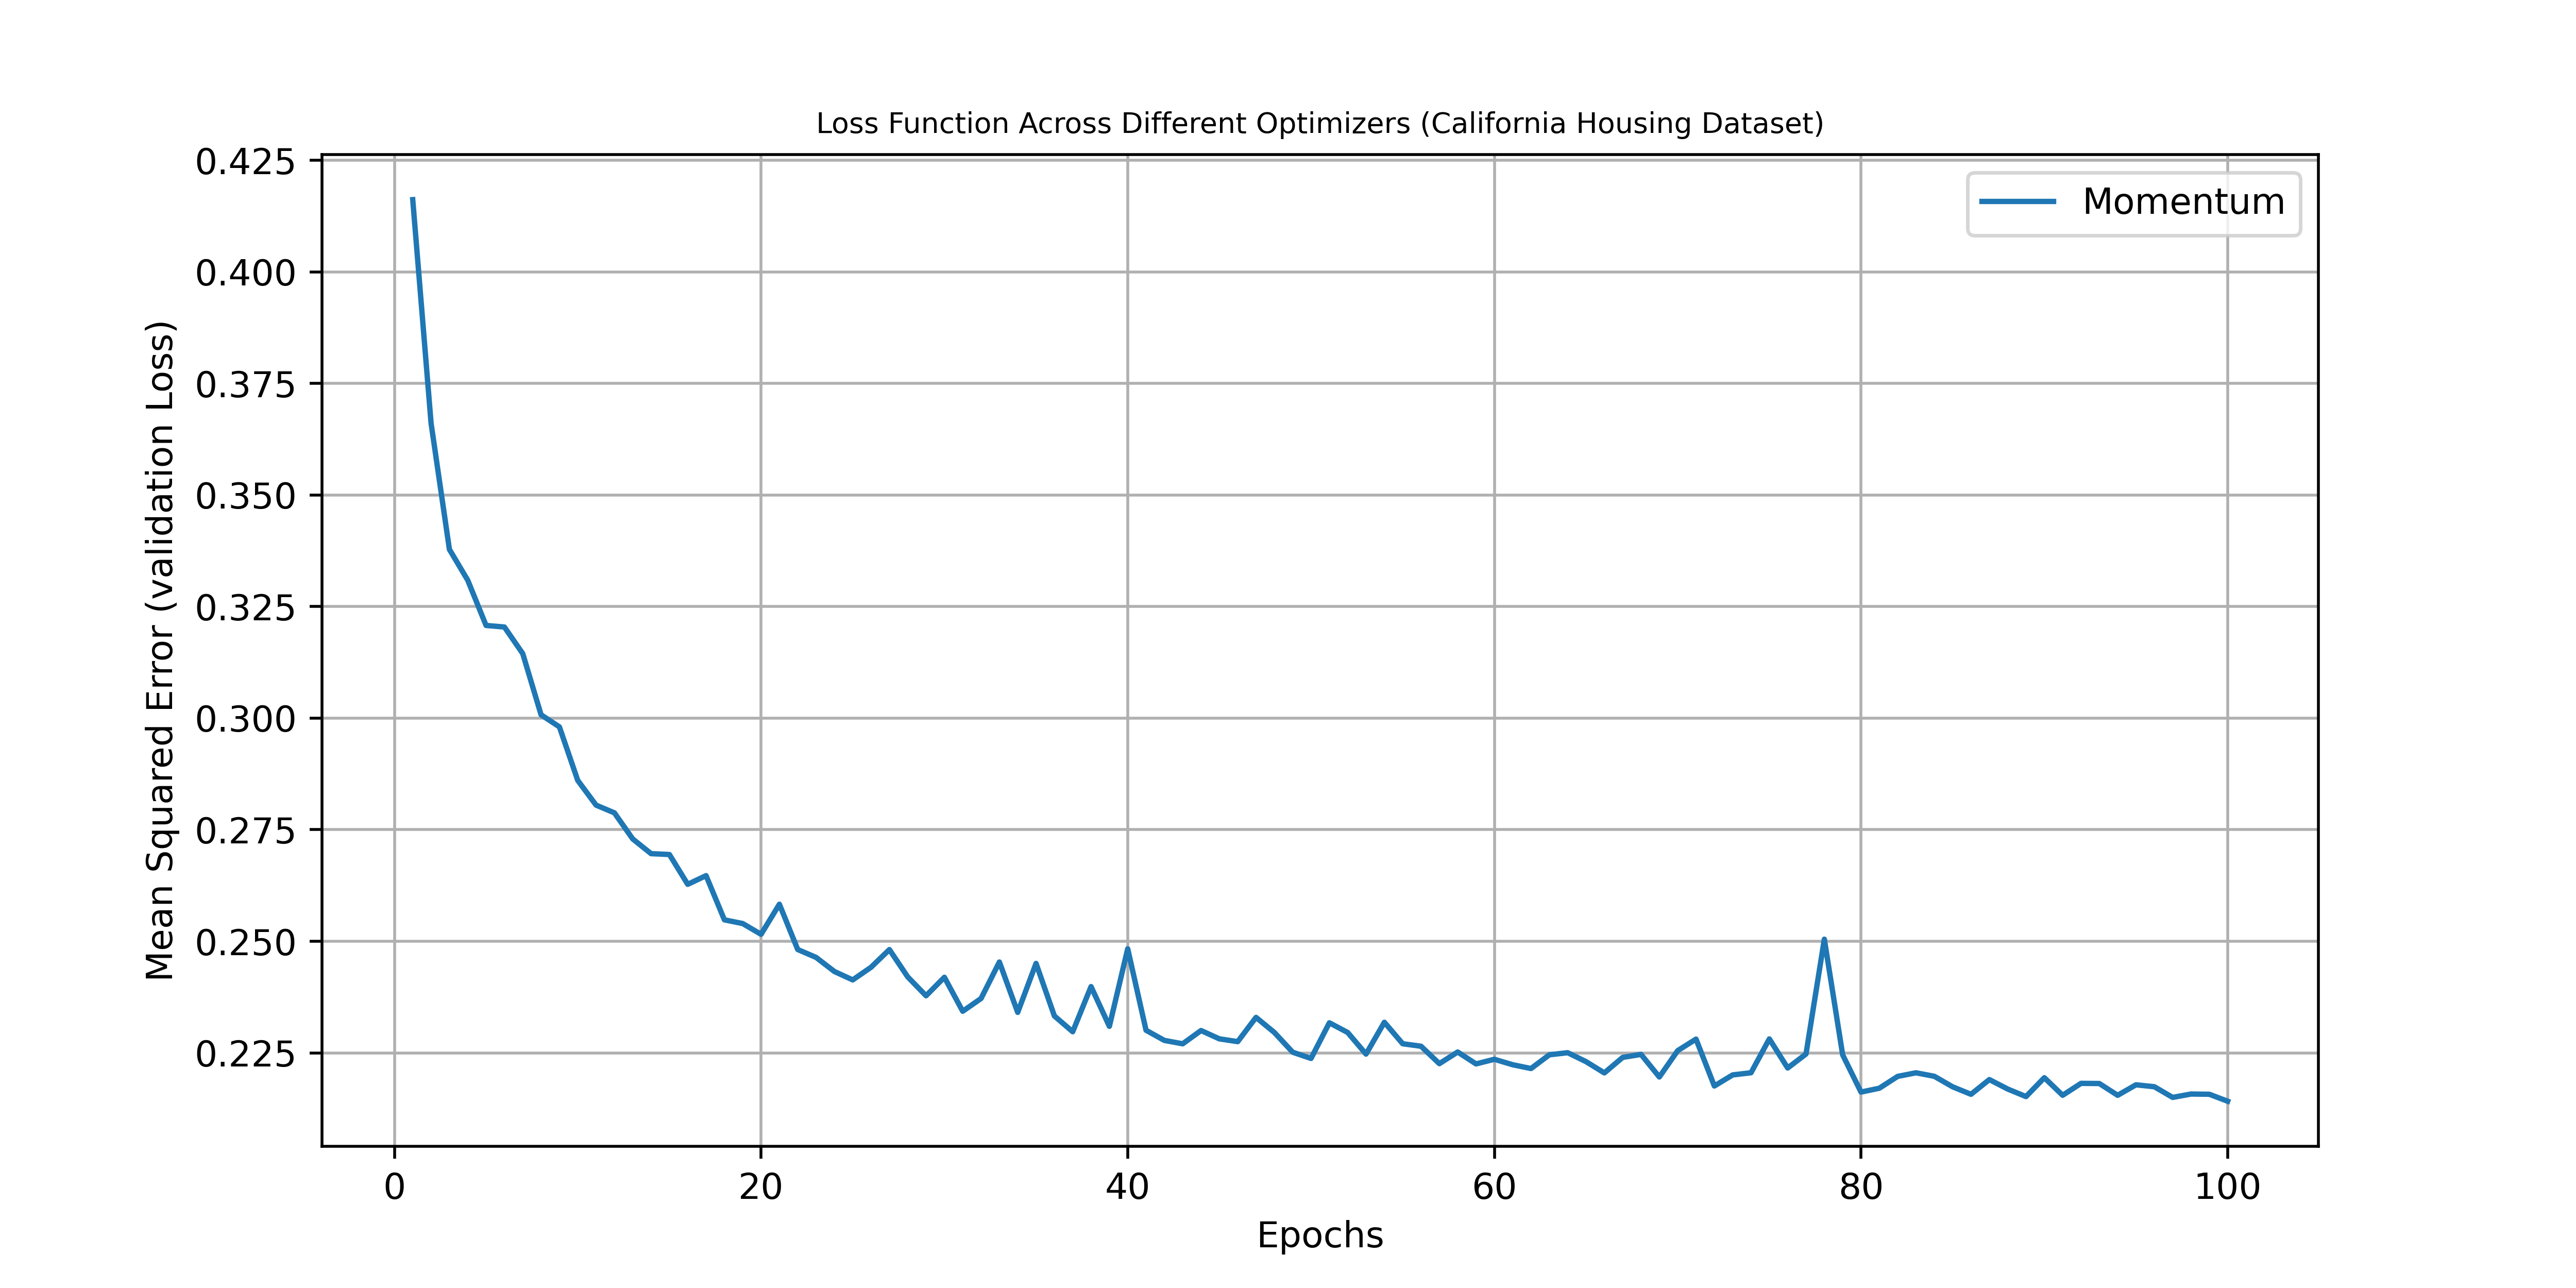 Loss Function Across Different Optimizers (California Housing Dataset)
Momentum
Mean Squared Error (validation Loss)
0.425
0.400
0.375
0.350
0.325
0.300
0.275
0.250
0.225
0 20 40 60 80 100
Epochs